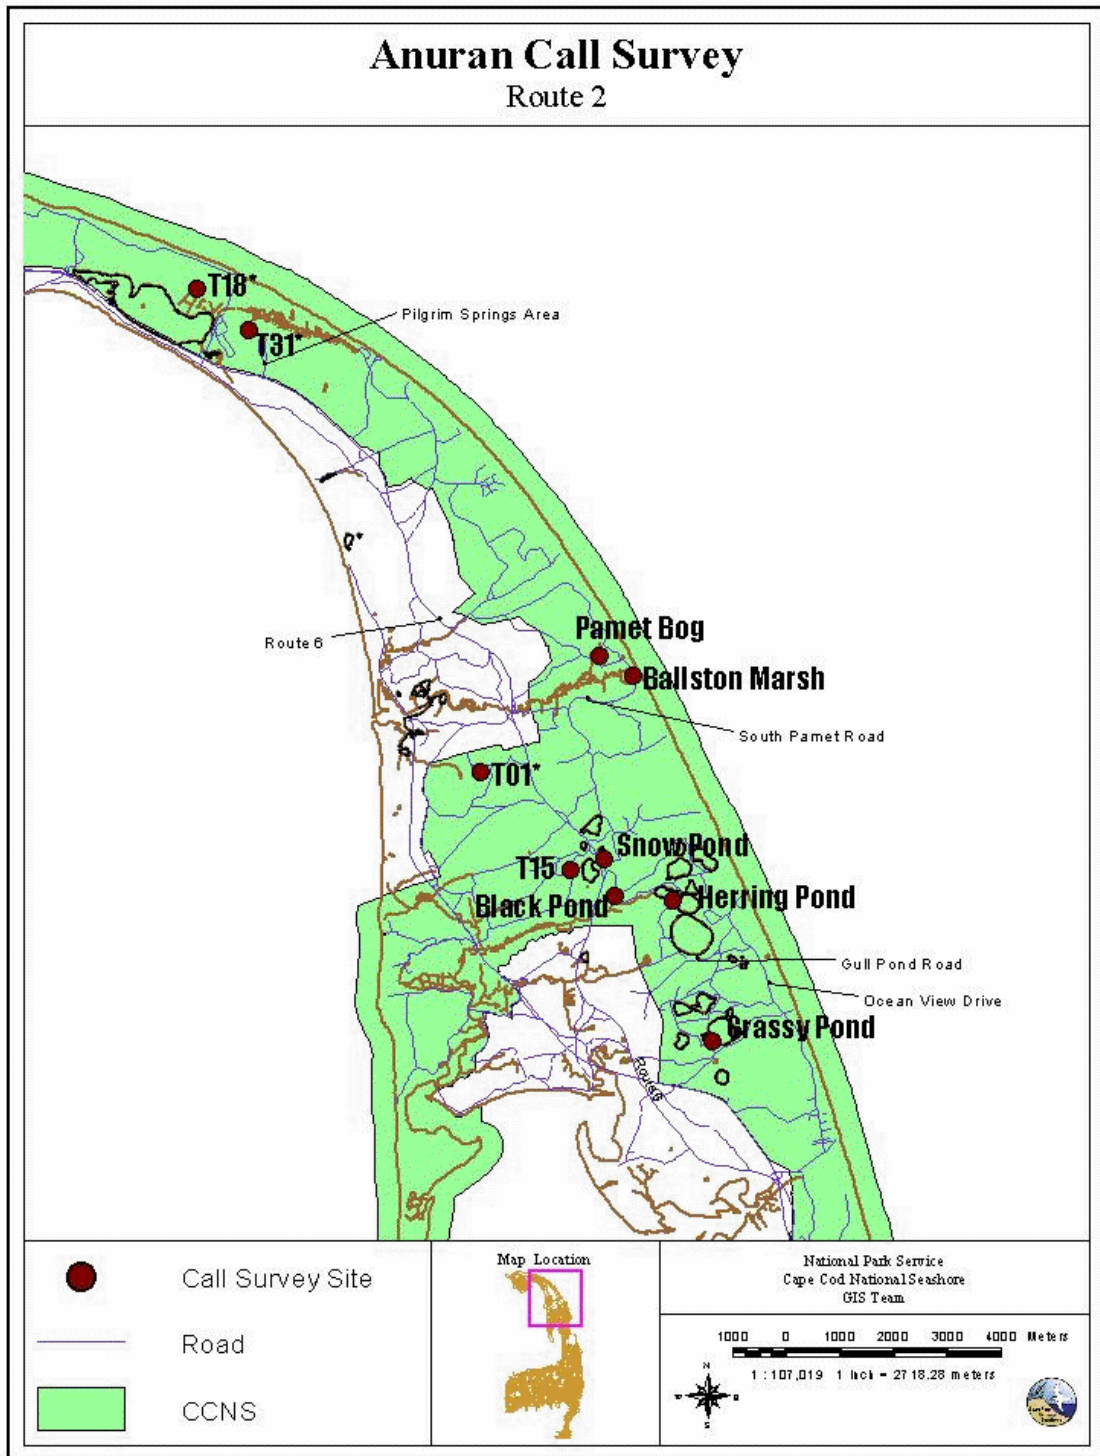 Anuran Call Survey
Route 2
T18*
T31*
Pilgrim Springs Area
Route 6
Pamet Bog
Ballston Marsh
South Pamet Road
T01*
Snow Pond
T15
Black Pond
Herring Pond
Gull Pond Road
Ocean View Drive
Grassy Pond
Route 6
Call Survey Site
Road
CCNS
Map Location
National Park Service
Cape Cod National Seashore
GIS Team
1000 0 1000 2000 3000 4000 Meters
1 : 107,019 1 Inch = 2718.28 meters
N
S